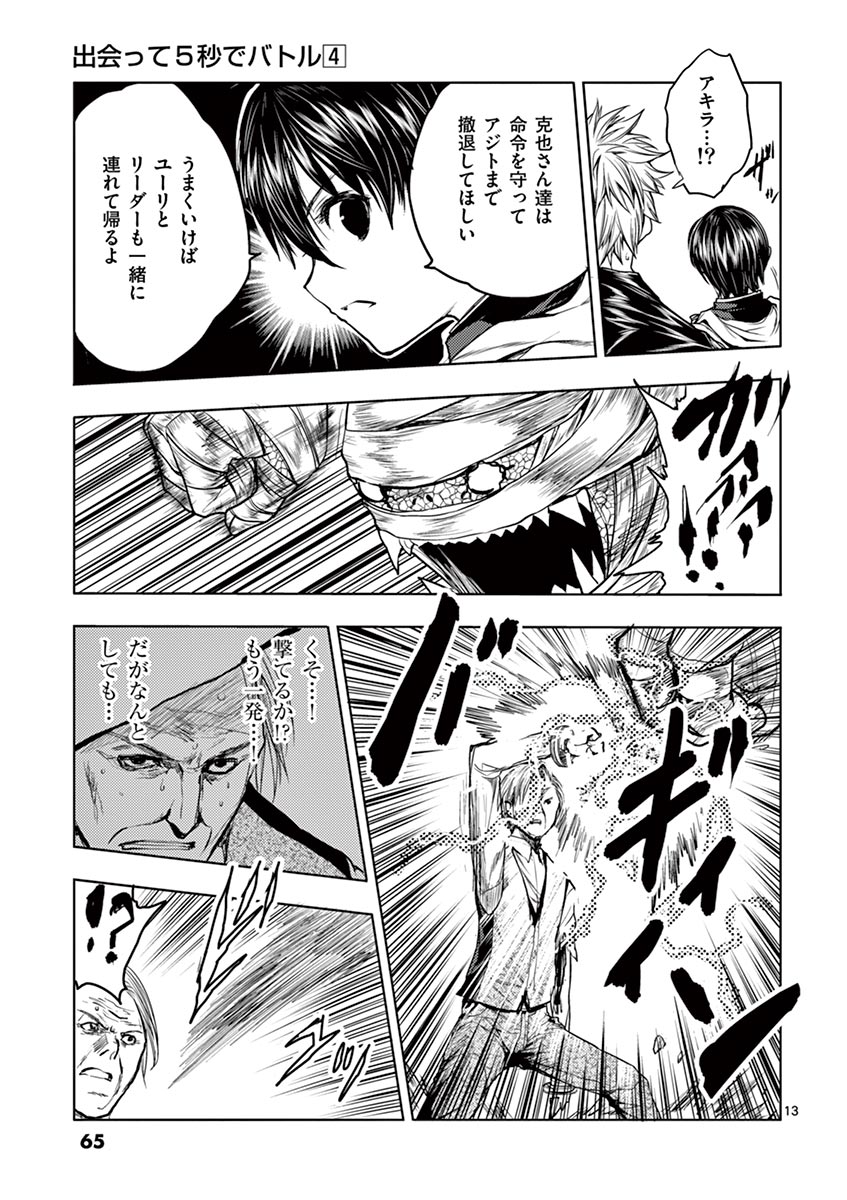 出会って5秒でバトル4
アキラ…!?
克也さん達は
命令を守って
アジトまで
撤退してほしい
うまくいけば
ユーリと
リーダーも一緒に
連れて帰るよ
ガァァァ!?
バギィィン
くそ…!
撃てるか!?
もう一発…!
だがなんと
しても…
!?
13
65